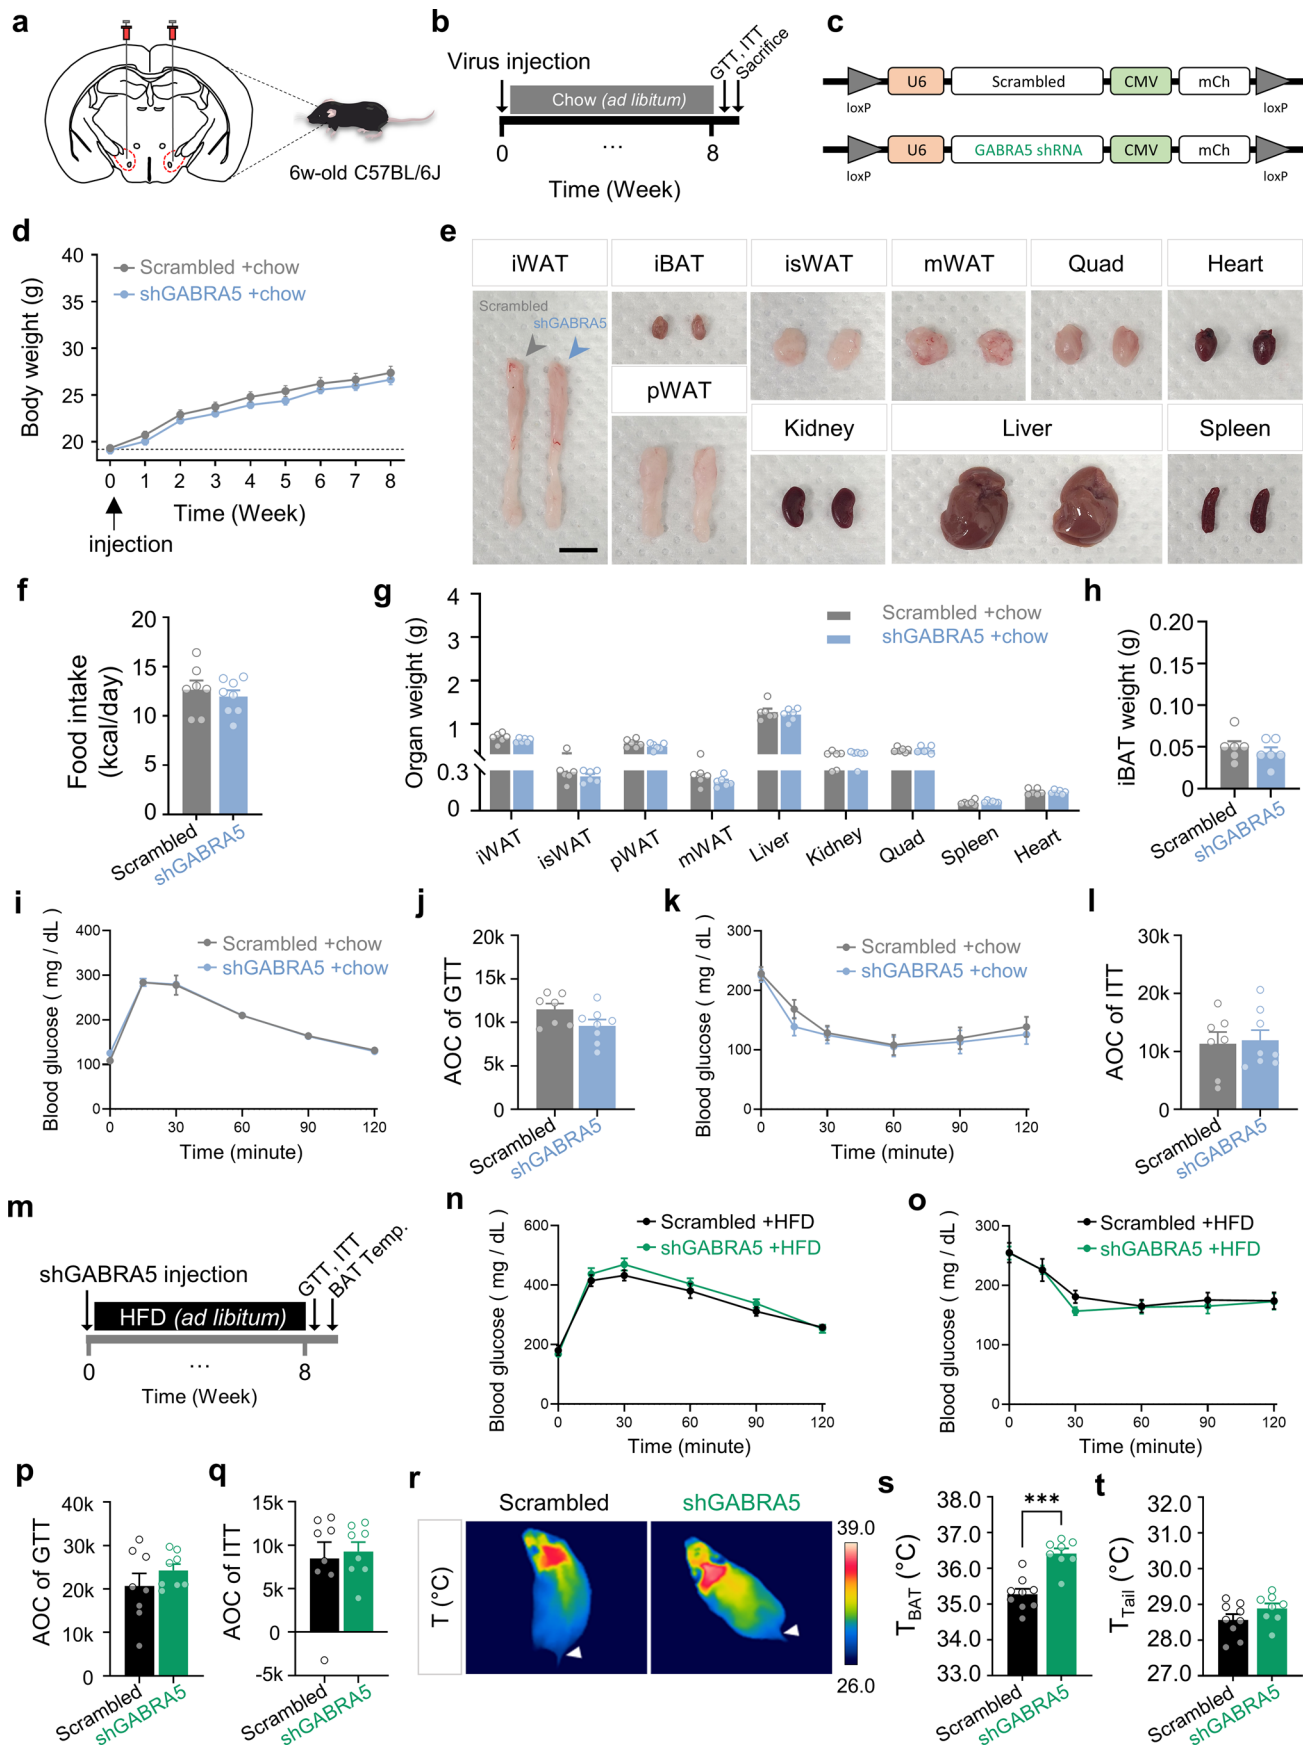 a
6w-old C57BL/6J
b
Virus injection
GTT, ITT
Sacrifice
Chow (ad libitum)
0
...
8
Time (Week)
c
U6
Scrambled
CMV
mCh
loxP
loxP
U6
GABRA5 shRNA
CMV
mCh
loxP
loxP
d
Body weight (g)
40
35
30
25
20
Scrambled +chow
shGABRA5 +chow
0 1 2 3 4 5 6 7 8
Time (Week)
injection
e
iWAT
iBAT
isWAT
mWAT
Quad
Heart
Scrambled
shGABRA5
pWAT
Kidney
Liver
Spleen
f
Food intake
(kcal/day)
20
15
10
5
0
Scrambled
shGABRA5
g
Organ weight (g)
4
3
2
1
0.3
0
Scrambled +chow
shGABRA5 +chow
iWAT
isWAT
pWAT
mWAT
Liver
Kidney
Quad
Spleen
Heart
h
iBAT weight (g)
0.20
0.15
0.10
0.05
0
Scrambled
shGABRA5
i
Blood glucose ( mg / dL )
400
300
200
100
0
Scrambled +chow
shGABRA5 +chow
0 30 60 90 120
Time (minute)
j
AOC of GTT
20k
15k
10k
5k
0
Scrambled
shGABRA5
k
Blood glucose ( mg / dL )
300
200
100
0
Scrambled +chow
shGABRA5 +chow
0 30 60 90 120
Time (minute)
l
AOC of ITT
30k
20k
10k
0
Scrambled
shGABRA5
m
shGABRA5 injection
GTT, ITT
BAT Temp.
HFD (ad libitum)
0
...
8
Time (Week)
n
Blood glucose ( mg / dL )
600
400
200
0
Scrambled +HFD
shGABRA5 +HFD
0 30 60 90 120
Time (minute)
o
Blood glucose ( mg / dL )
300
200
100
0
Scrambled +HFD
shGABRA5 +HFD
0 30 60 90 120
Time (minute)
p
AOC of GTT
40k
30k
20k
10k
0
Scrambled
shGABRA5
q
AOC of ITT
15k
10k
5k
0
-5k
Scrambled
shGABRA5
r
Scrambled
shGABRA5
T (°C)
39.0
26.0
s
TBAT (°C)
38.0
37.0
36.0
35.0
34.0
33.0
***
Scrambled
shGABRA5
t
TTail (°C)
32.0
31.0
30.0
29.0
28.0
27.0
Scrambled
shGABRA5